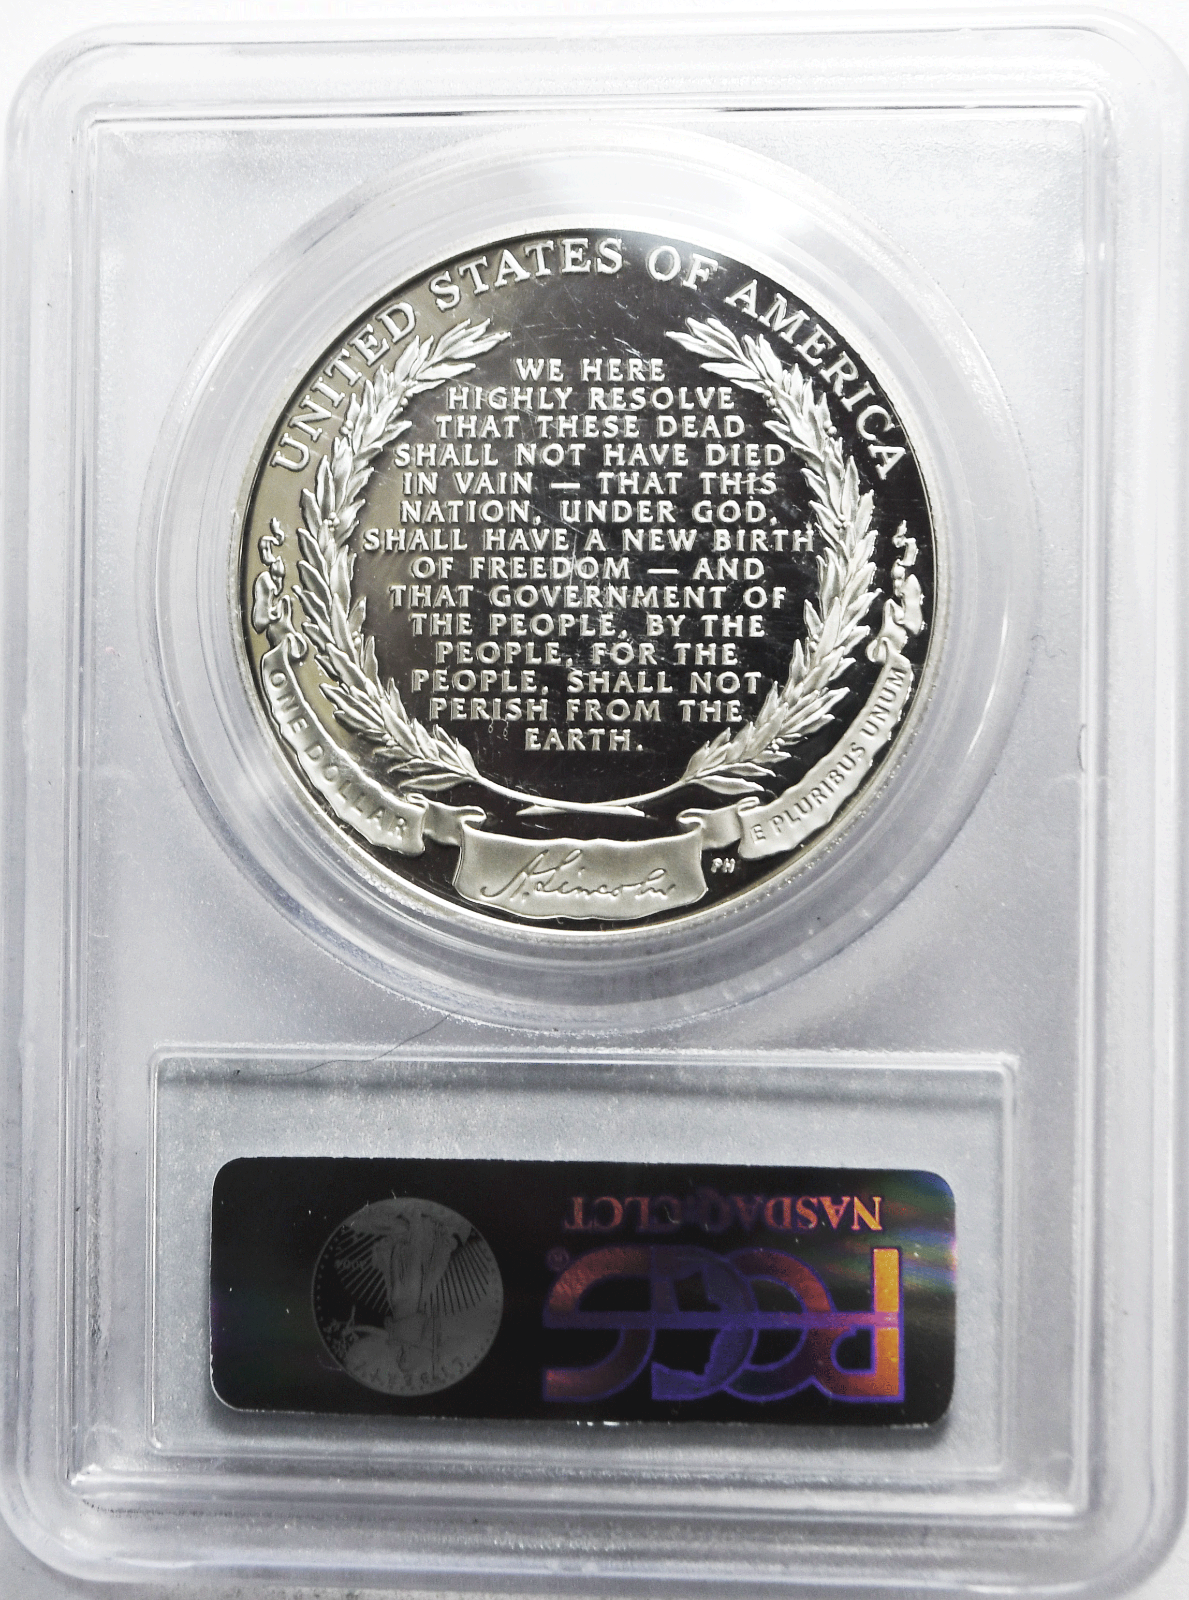 UNITED STATES OF AMERICA
WE HERE
HIGHLY RESOLVE
THAT THESE DEAD
SHALL NOT HAVE DIED
IN VAIN — THAT THIS
NATION, UNDER GOD,
SHALL HAVE A NEW BIRTH
OF FREEDOM — AND
THAT GOVERNMENT OF
THE PEOPLE, BY THE
PEOPLE, FOR THE
PEOPLE, SHALL NOT
PERISH FROM THE
EARTH.
ONE DOLLAR
A. Lincoln
PH
E PLURIBUS UNUM
PCGS®
NASDAQ:CLCT
LIBERTY